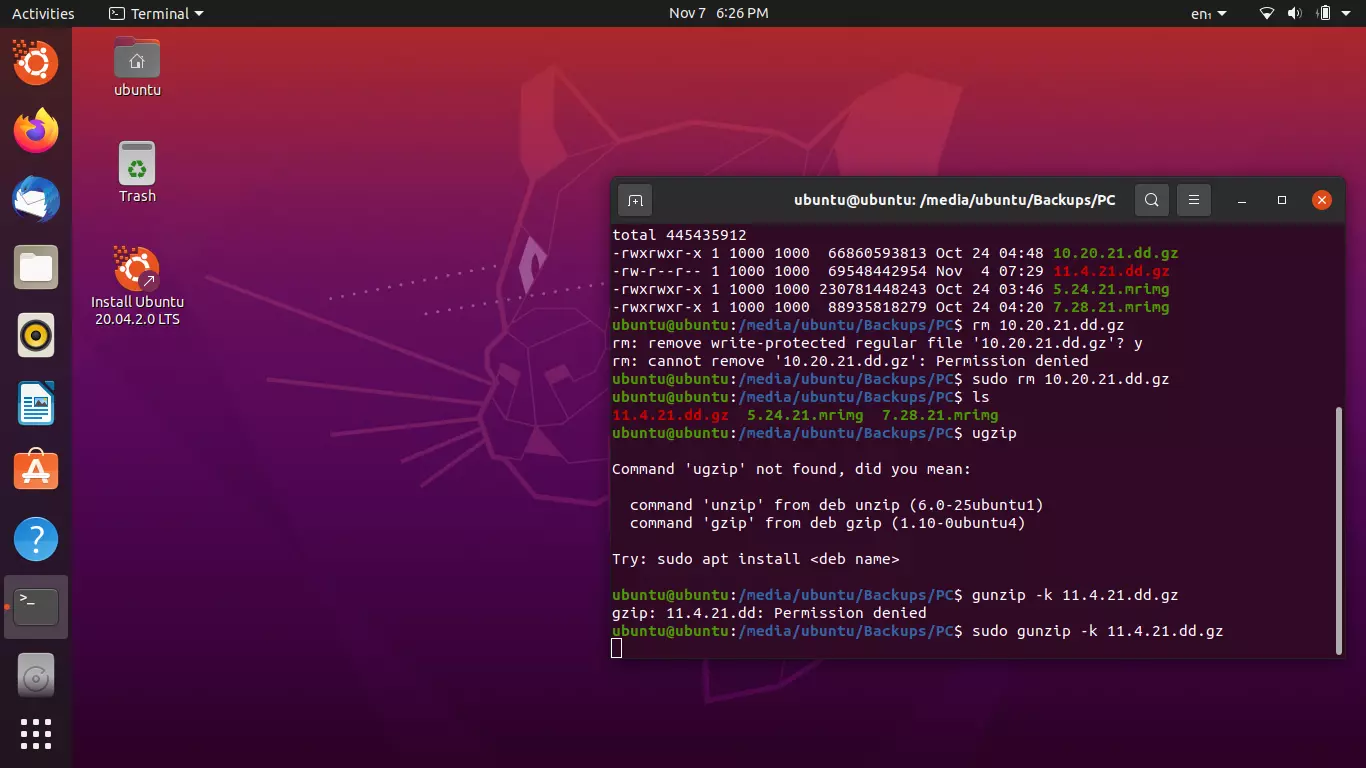 Activities
Terminal
Nov 7 6:26 PM
en₁
ubuntu
Trash
Install Ubuntu
20.04.2.0 LTS
ubuntu@ubuntu: /media/ubuntu/Backups/PC
total 445435912
-rwxrwxr-x 1 1000 1000  66860593813 Oct 24 04:48 10.20.21.dd.gz
-rw-r--r-- 1 1000 1000  69548442954 Nov  4 07:29 11.4.21.dd.gz
-rwxrwxr-x 1 1000 1000 230781448243 Oct 24 03:46 5.24.21.mrimg
-rwxrwxr-x 1 1000 1000  88935818279 Oct 24 04:20 7.28.21.mrimg
ubuntu@ubuntu:/media/ubuntu/Backups/PC$ rm 10.20.21.dd.gz
rm: remove write-protected regular file '10.20.21.dd.gz'? y
rm: cannot remove '10.20.21.dd.gz': Permission denied
ubuntu@ubuntu:/media/ubuntu/Backups/PC$ sudo rm 10.20.21.dd.gz
ubuntu@ubuntu:/media/ubuntu/Backups/PC$ ls
11.4.21.dd.gz  5.24.21.mrimg  7.28.21.mrimg
ubuntu@ubuntu:/media/ubuntu/Backups/PC$ ugzip
Command 'ugzip' not found, did you mean:
  command 'unzip' from deb unzip (6.0-25ubuntu1)
  command 'gzip' from deb gzip (1.10-0ubuntu4)
Try: sudo apt install <deb name>
ubuntu@ubuntu:/media/ubuntu/Backups/PC$ gunzip -k 11.4.21.dd.gz
gzip: 11.4.21.dd: Permission denied
ubuntu@ubuntu:/media/ubuntu/Backups/PC$ sudo gunzip -k 11.4.21.dd.gz